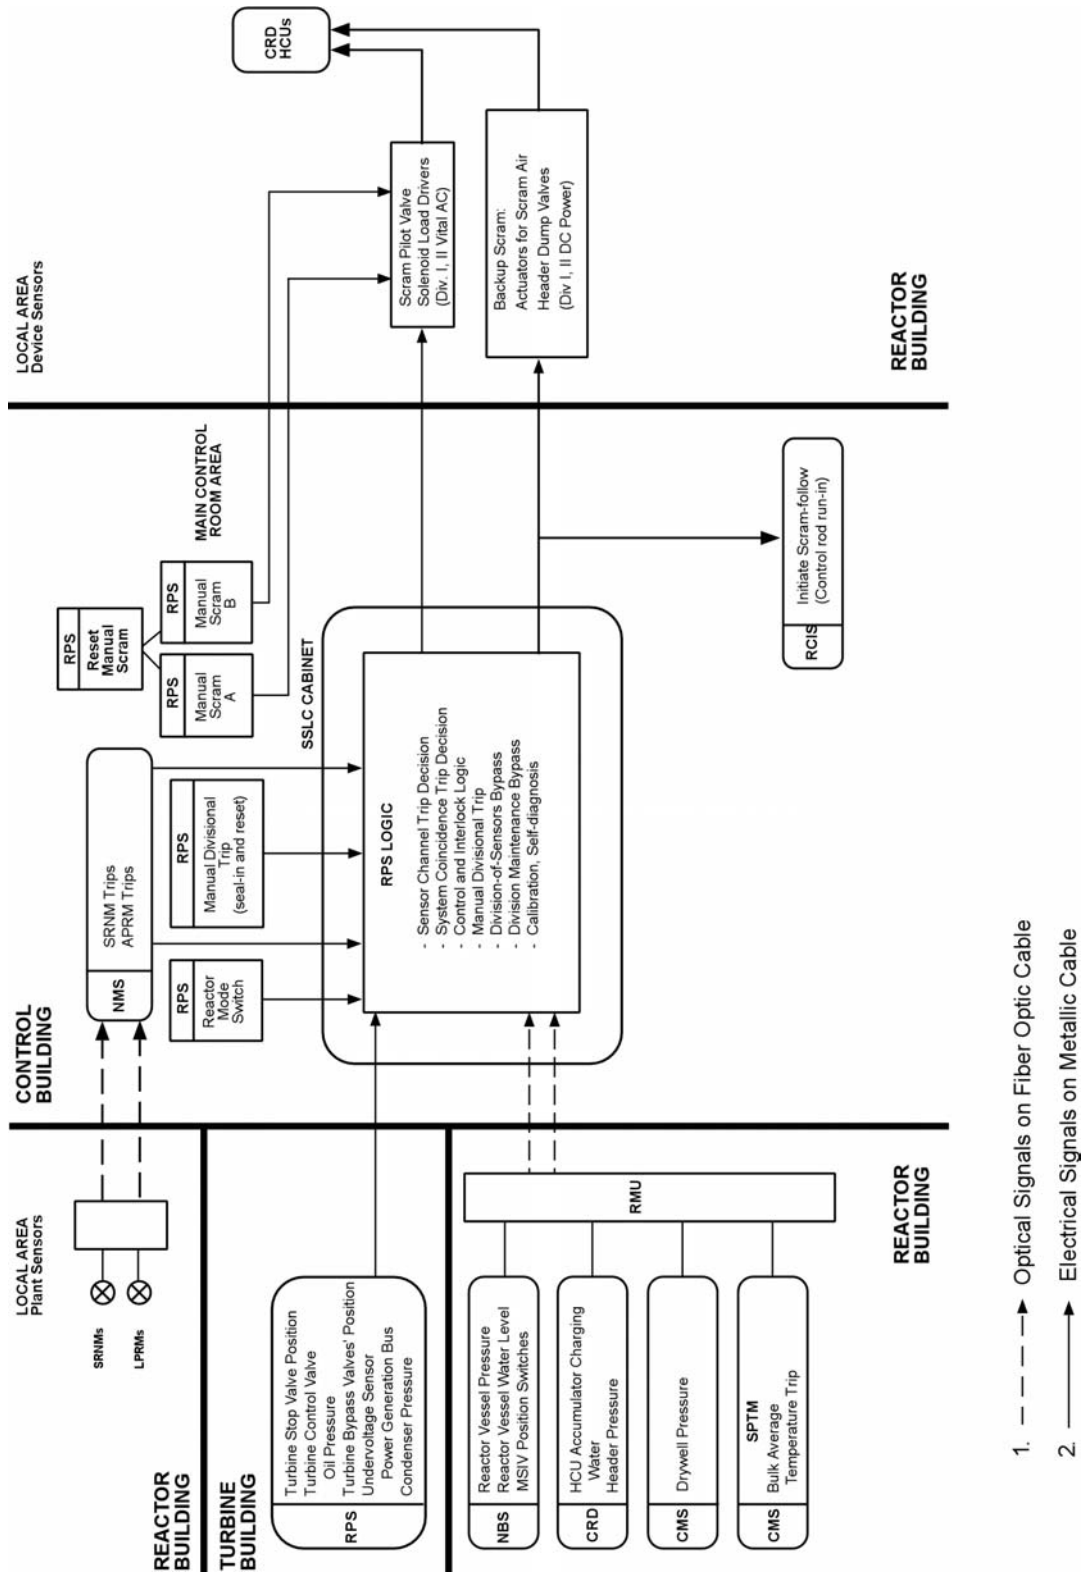 LOCAL AREA
Plant Sensors
SRNMs
LPRMs
REACTOR
BUILDING
TURBINE
BUILDING
RPS
Turbine Stop Valve Position
Turbine Control Valve
Oil Pressure
Turbine Bypass Valves' Position
Undervoltage Sensor
Power Generation Bus
Condenser Pressure
NBS
Reactor Vessel Pressure
Reactor Vessel Water Level
MSIV Position Switches
CRD
HCU Accumulator Charging
Water
Header Pressure
CMS
Drywell Pressure
CMS
SPTM
Bulk Average
Temperature Trip
RMU
REACTOR
BUILDING
CONTROL
BUILDING
NMS
SRNM Trips
APRM Trips
RPS
Reactor
Mode
Switch
RPS
Manual Divisional
Trip
(seal-in and reset)
RPS
Reset
Manual
Scram
RPS
Manual
Scram
A
RPS
Manual
Scram
B
MAIN CONTROL
ROOM AREA
SSLC CABINET
RPS LOGIC
- Sensor Channel Trip Decision
- System Coincidence Trip Decision
- Control and Interlock Logic
- Manual Divisional Trip
- Division-of-Sensors Bypass
- Division Maintenance Bypass
- Calibration, Self-diagnosis
RCIS
Initiate Scram-follow
(Control rod run-in)
LOCAL AREA
Device Sensors
CRD
HCUs
Scram Pilot Valve
Solenoid Load Drivers
(Div. I, II Vital AC)
Backup Scram:
Actuators for Scram Air
Header Dump Valves
(Div I, II DC Power)
REACTOR
BUILDING
1. Optical Signals on Fiber Optic Cable
2. Electrical Signals on Metallic Cable